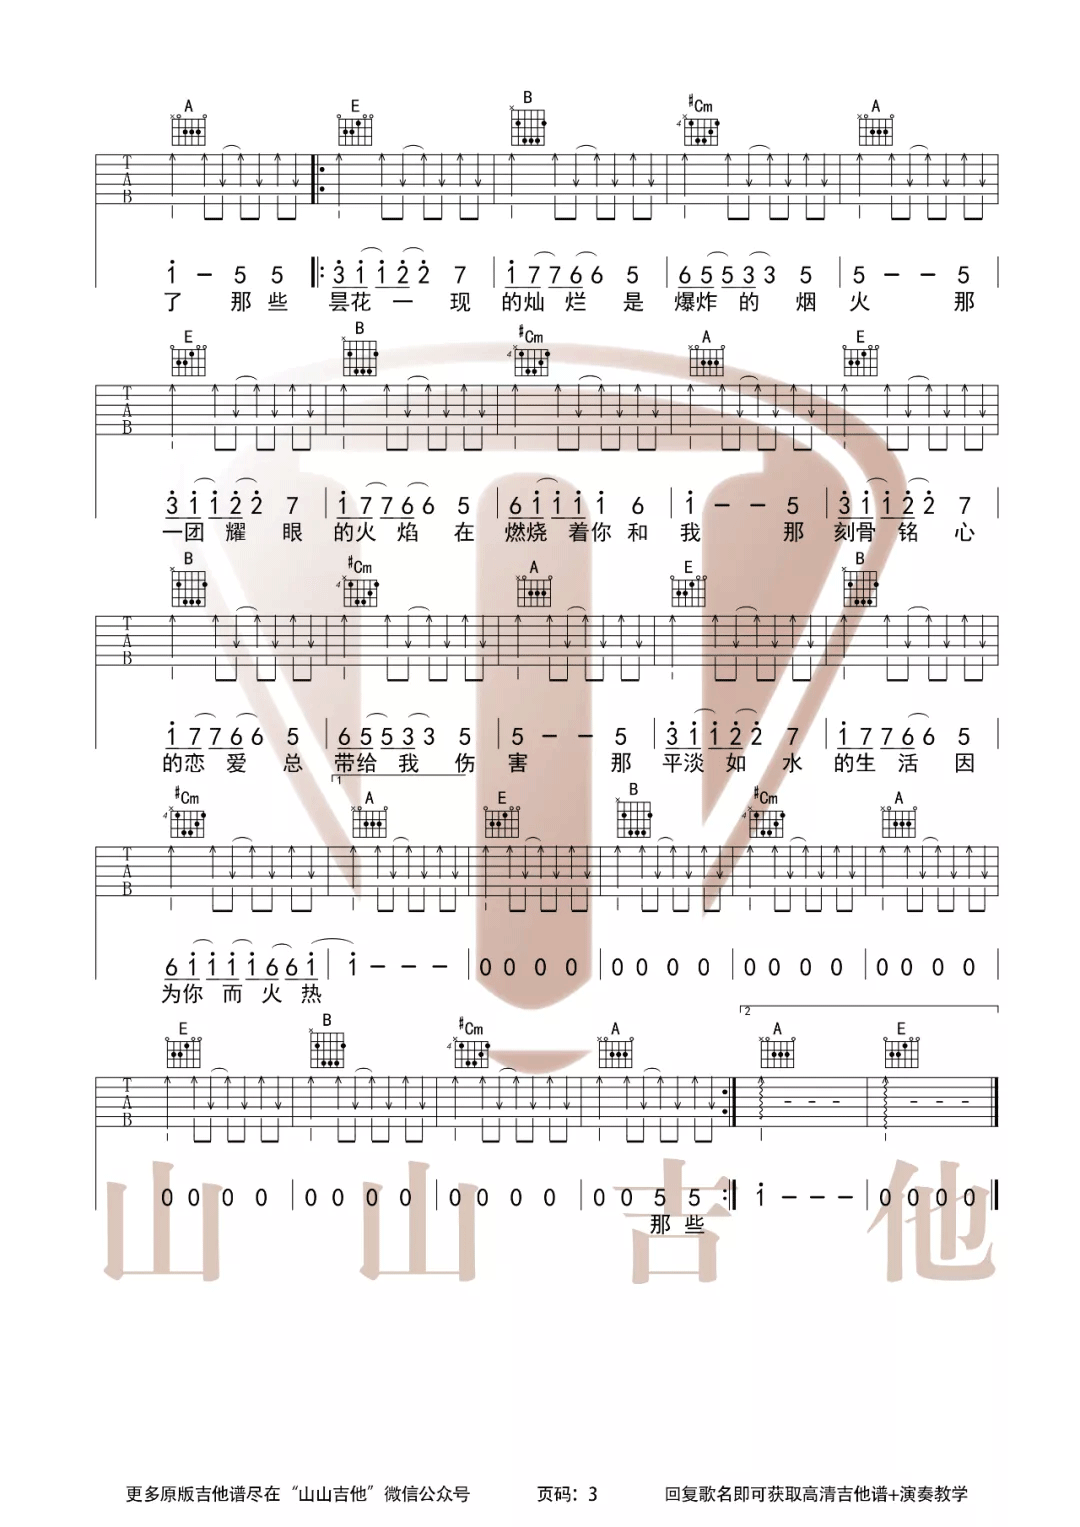 A E B #Cm A
4
T A B
1 — 5 5 3 1 1 2 2 7 1 7 7 6 6 5 6 5 5 3 3 5 5 — — 5
了 那 些 昙花 一 现 的灿 烂 是 爆炸 的 烟 火 那
E B #Cm A E
4
T A B
3 1 1 2 2 7 1 7 7 6 6 5 6 1 1 1 1 6 1 — — 5 3 1 1 2 2 7
一团 耀 眼 的火 焰 在 燃烧 着你 和 我 那 刻骨 铭 心
B #Cm A E B
4
T A B
1 7 7 6 6 5 6 5 5 3 3 5 5 — — 5 3 1 1 2 2 7 1 7 7 6 6 5
的恋 爱 总 带给 我 伤 害 那 平淡 如 水 的生 活 因
1
#Cm A E B #Cm A
4 4
T A B
6 1 1 1 1 6 6 1 1 — — — 0 0 0 0 0 0 0 0 0 0 0 0 0 0 0 0
为你 而 火 热
2
E B #Cm A A E
4
T A B
0 0 0 0 0 0 0 0 0 0 0 0 0 0 5 5 1 — — — 0 0 0 0
那 些
山山吉他
更多原版吉他谱尽在“山山吉他”微信公众号 页码：3 回复歌名即可获取高清吉他谱+演奏教学